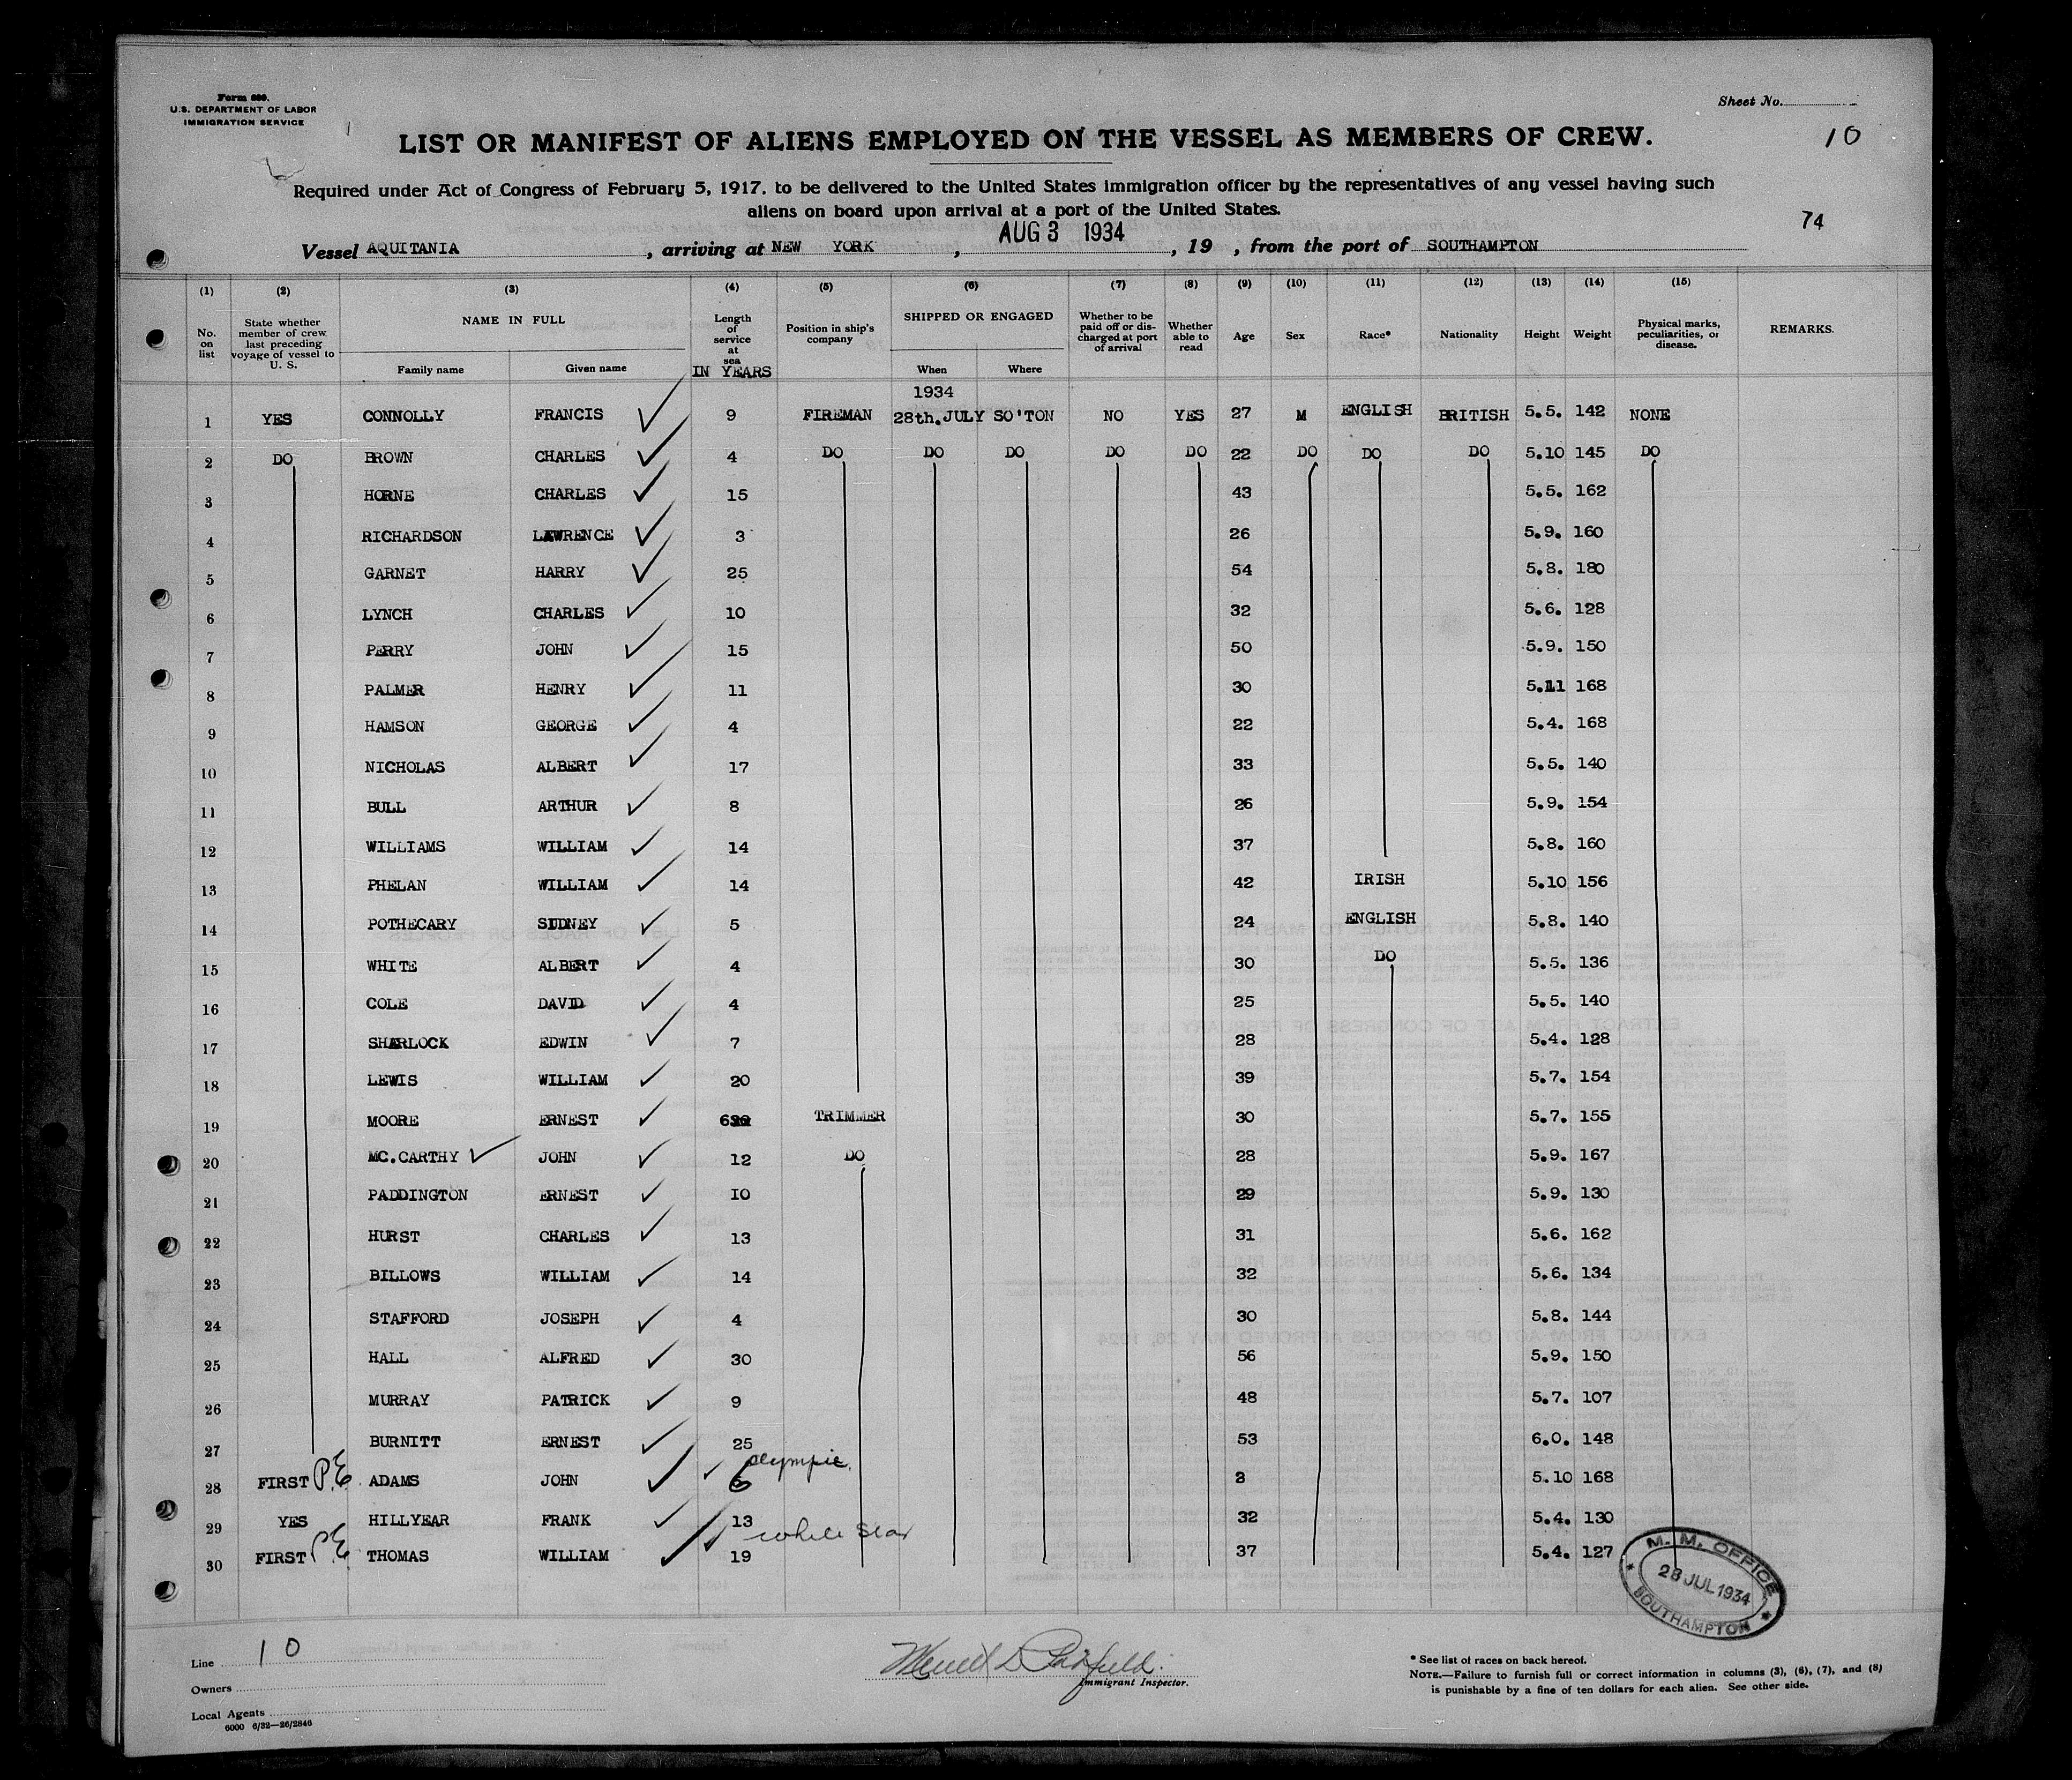 Form 680.
U.S. DEPARTMENT OF LABOR
IMMIGRATION SERVICE
Sheet No.
LIST OR MANIFEST OF ALIENS EMPLOYED ON THE VESSEL AS MEMBERS OF CREW.
10
Required under Act of Congress of February 5, 1917, to be delivered to the United States immigration officer by the representatives of any vessel having such
aliens on board upon arrival at a port of the United States.
74
Vessel AQUITANIA, arriving at NEW YORK, AUG 3 1934, 19 , from the port of SOUTHAMPTON
(1) (2) (3) (4) (5) (6) (7) (8) (9) (10) (11) (12) (13) (14) (15)
No. on list
State whether member of crew last preceding voyage of vessel to U. S.
NAME IN FULL
Family name Given name
Length of service at sea IN YEARS
Position in ship's company
SHIPPED OR ENGAGED
When Where
Whether to be paid off or discharged at port of arrival
Whether able to read
Age
Sex
Race*
Nationality
Height
Weight
Physical marks, peculiarities, or disease.
REMARKS.
1934
1 YES CONNOLLY FRANCIS 9 FIREMAN 28th.JULY SO'TON NO YES 27 M ENGLISH BRITISH 5.5. 142 NONE
2 DO BROWN CHARLES 4 DO DO DO DO DO 22 DO DO DO 5.10 145 DO
3 HORNE CHARLES 15 43 5.5. 162
4 RICHARDSON LAWRENCE 3 26 5.9. 160
5 GARNET HARRY 25 54 5.8. 180
6 LYNCH CHARLES 10 32 5.6. 128
7 PERRY JOHN 15 50 5.9. 150
8 PALMER HENRY 11 30 5.11 168
9 HAMSON GEORGE 4 22 5.4. 168
10 NICHOLAS ALBERT 17 33 5.5. 140
11 BULL ARTHUR 8 26 5.9. 154
12 WILLIAMS WILLIAM 14 37 5.8. 160
13 PHELAN WILLIAM 14 42 IRISH 5.10 156
14 POTHECARY SIDNEY 5 24 ENGLISH 5.8. 140
15 WHITE ALBERT 4 30 DO 5.5. 136
16 COLE DAVID 4 25 5.5. 140
17 SHARLOCK EDWIN 7 28 5.4. 128
18 LEWIS WILLIAM 20 39 5.7. 154
19 MOORE ERNEST TRIMMER 30 5.7. 155
20 MC.CARTHY JOHN 12 DO 28 5.9. 167
21 PADDINGTON ERNEST 10 29 5.9. 130
22 HURST CHARLES 13 31 5.6. 162
23 BILLOWS WILLIAM 14 32 5.6. 134
24 STAFFORD JOSEPH 4 30 5.8. 144
25 HALL ALFRED 30 56 5.9. 150
26 MURRAY PATRICK 9 48 5.7. 107
27 BURNITT ERNEST 25 53 6.0. 148
Olympic.
28 FIRST P.E ADAMS JOHN 6 5.10 168
29 YES HILLYEAR FRANK 13 32 5.4. 130
White Star
30 FIRST P.E THOMAS WILLIAM 19 37 5.4. 127
M. M. OFFICE
28 JUL 1934
SOUTHAMPTON
Line 10
Owners
Local Agents
6000 6/32—26/2846
Immigrant Inspector.
* See list of races on back hereof.
NOTE.—Failure to furnish full or correct information in columns (3), (6), (7), and (8)
is punishable by a fine of ten dollars for each alien. See other side.